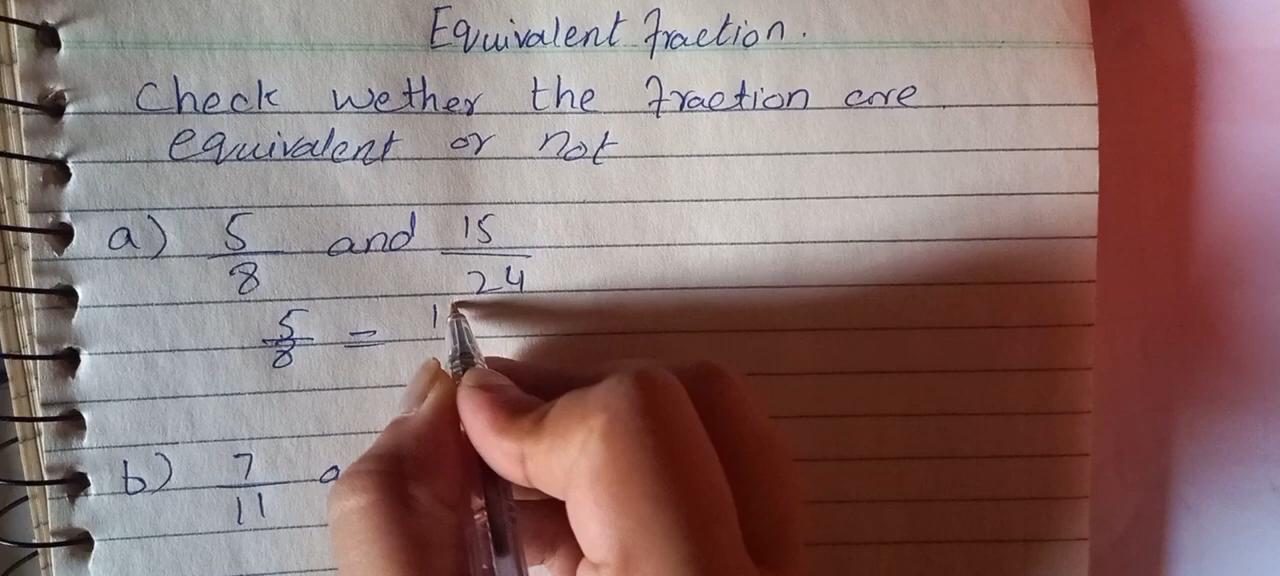 Equivalent fraction.
Check wether the fraction are
equivalent or not
a) 5/8 and 15/24
5/8 = 1
b) 7/11